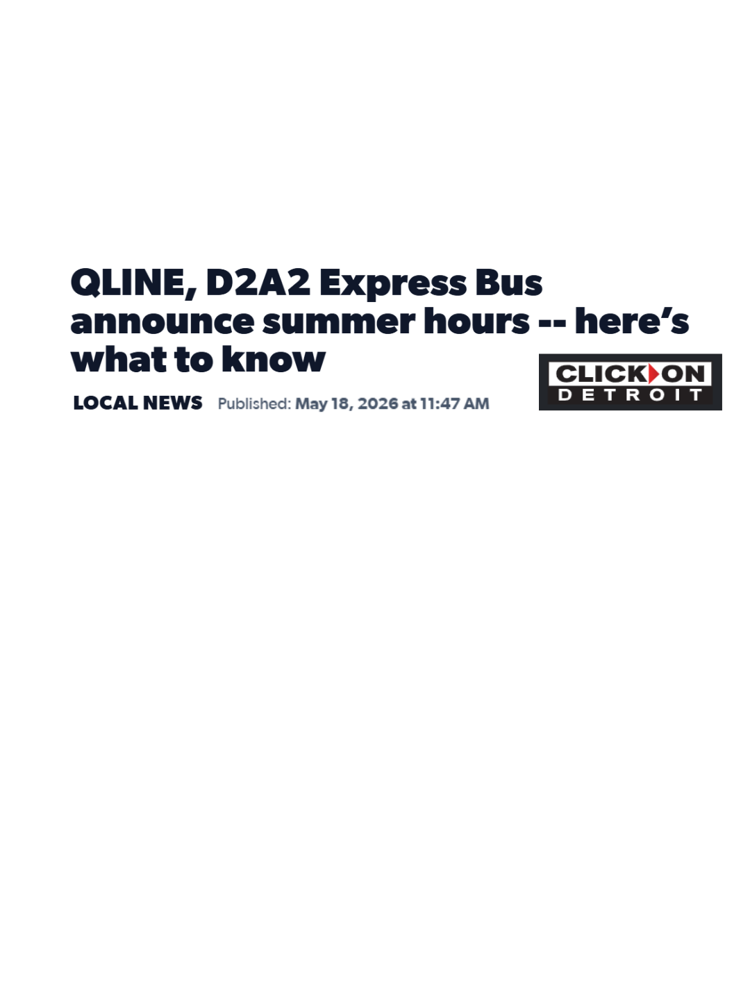 QLINE, D2A2 Express Bus
announce summer hours -- here’s
what to know
LOCAL NEWS Published: May 18, 2026 at 11:47 AM
CLICK ON
DETROIT